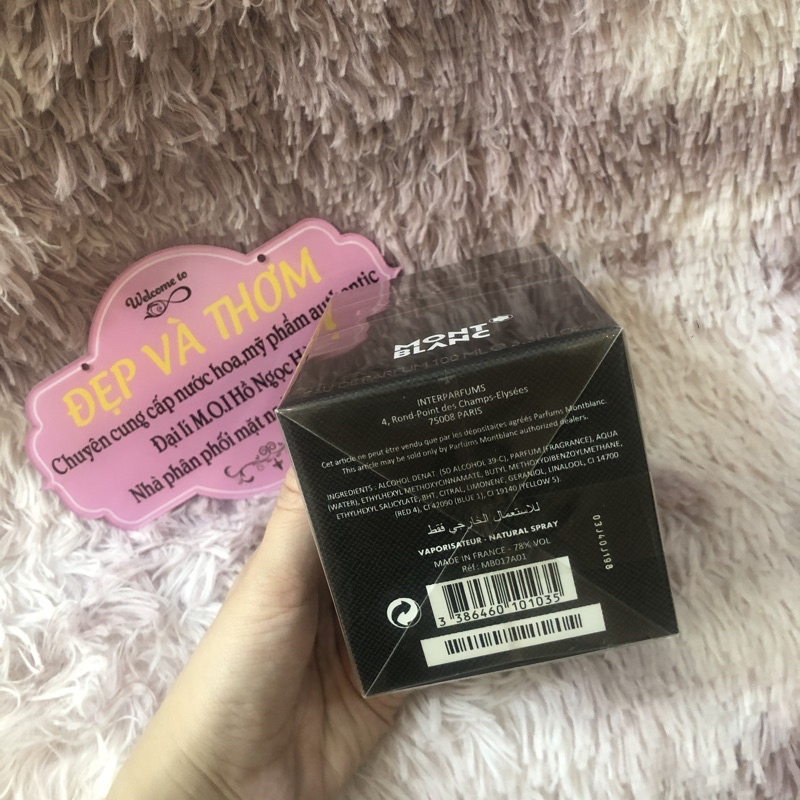 Welcome to
ĐẸP VÀ THƠM
Chuyên cung cấp nước hoa,mỹ phẩm authentic
Đại lí M.O.I Hồ Ngọc
Nhà phân phối mặt
MONT
BLANC
EAU DE PARFUM 100 ML
INTERPARFUMS
4, Rond-Point des Champs-Elysées
75008 PARIS
Cet article ne peut être vendu que par les dépositaires agréés Parfums Montblanc.
This article may be sold only by Parfums Montblanc authorized dealers.
INGREDIENTS : ALCOHOL DENAT. (SD ALCOHOL 39-C), PARFUM (FRAGRANCE), AQUA
(WATER), ETHYLHEXYL METHOXYCINNAMATE, BUTYL METHOXYDIBENZOYLMETHANE,
ETHYLHEXYL SALICYLATE, BHT, CITRAL, LIMONENE, GERANIOL, LINALOOL, CI 14700
(RED 4), CI 42090 (BLUE 1), CI 19140 (YELLOW 5).
للاستعمال الخارجي فقط
VAPORISATEUR - NATURAL SPRAY
MADE IN FRANCE - 78% VOL
Réf : MB017A01
3 386460 101035